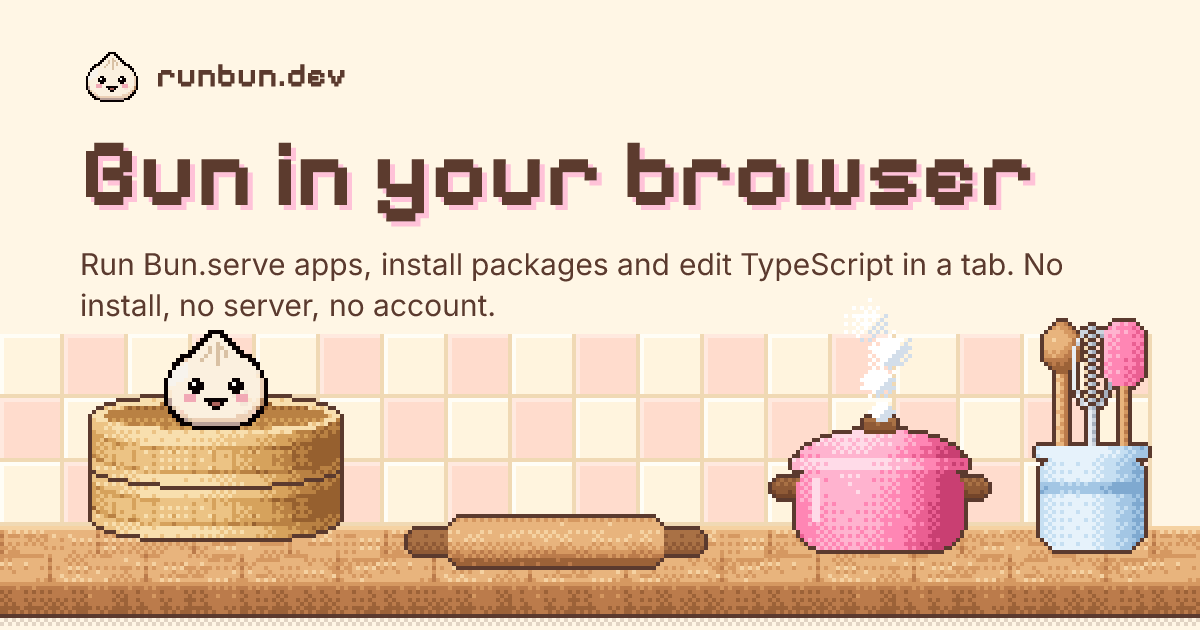 runbun.dev
Bun in your browser
Run Bun.serve apps, install packages and edit TypeScript in a tab. No
install, no server, no account.